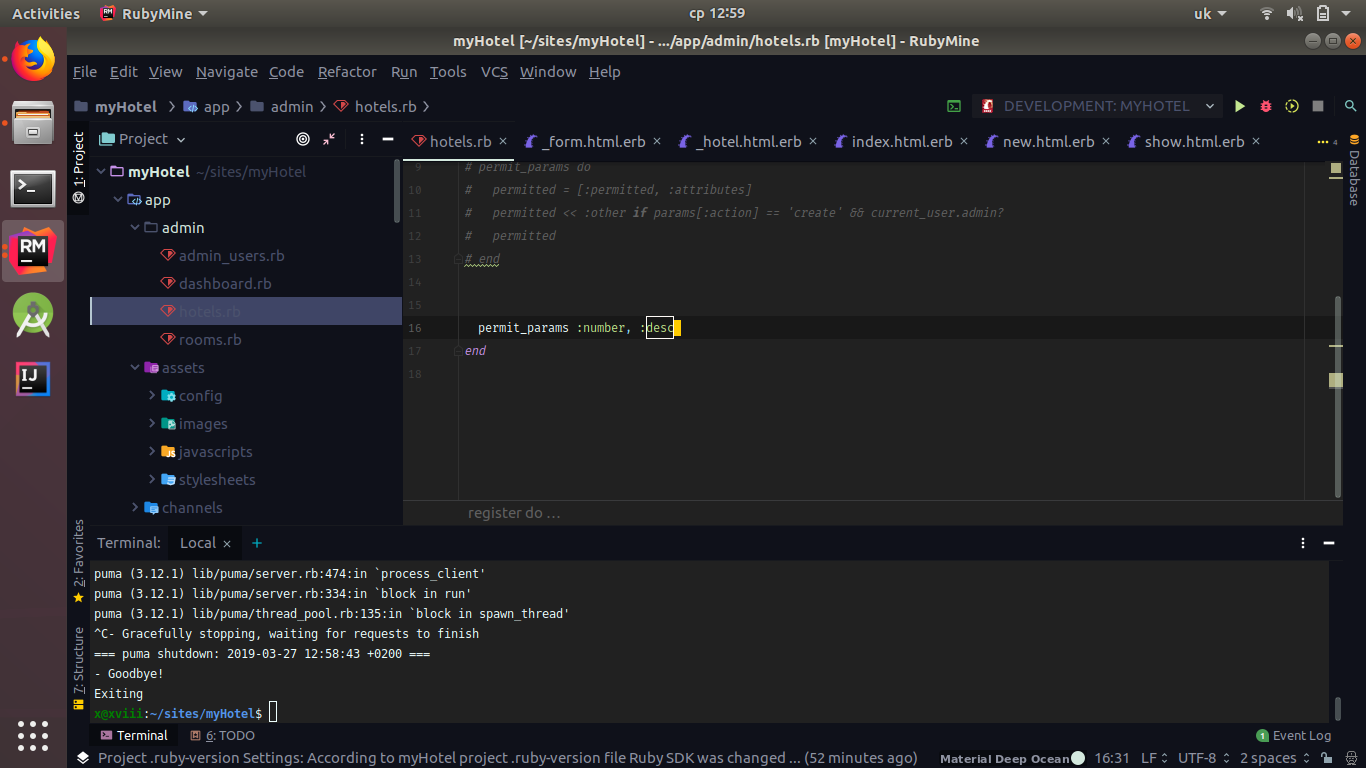 Activities RubyMine ср 12:59 uk
myHotel [~/sites/myHotel] - .../app/admin/hotels.rb [myHotel] - RubyMine
File Edit View Navigate Code Refactor Run Tools VCS Window Help
myHotel app admin hotels.rb DEVELOPMENT: MYHOTEL
1: Project
Project
hotels.rb _form.html.erb _hotel.html.erb index.html.erb new.html.erb show.html.erb 4
Database
myHotel ~/sites/myHotel
app
admin
admin_users.rb
dashboard.rb
hotels.rb
rooms.rb
assets
config
images
javascripts
stylesheets
channels
9 # permit_params do
10 #   permitted = [:permitted, :attributes]
11 #   permitted << :other if params[:action] == 'create' && current_user.admin?
12 #   permitted
13 # end
14
15
16   permit_params :number, :desc
17 end
18
register do …
2: Favorites
7: Structure
Terminal: Local
puma (3.12.1) lib/puma/server.rb:474:in `process_client'
puma (3.12.1) lib/puma/server.rb:334:in `block in run'
puma (3.12.1) lib/puma/thread_pool.rb:135:in `block in spawn_thread'
^C- Gracefully stopping, waiting for requests to finish
=== puma shutdown: 2019-03-27 12:58:43 +0200 ===
- Goodbye!
Exiting
x@xviii:~/sites/myHotel$
Terminal 6: TODO 1 Event Log
Project .ruby-version Settings: According to myHotel project .ruby-version file Ruby SDK was changed ... (52 minutes ago) Material Deep Ocean 16:31 LF UTF-8 2 spaces
RM
IJ